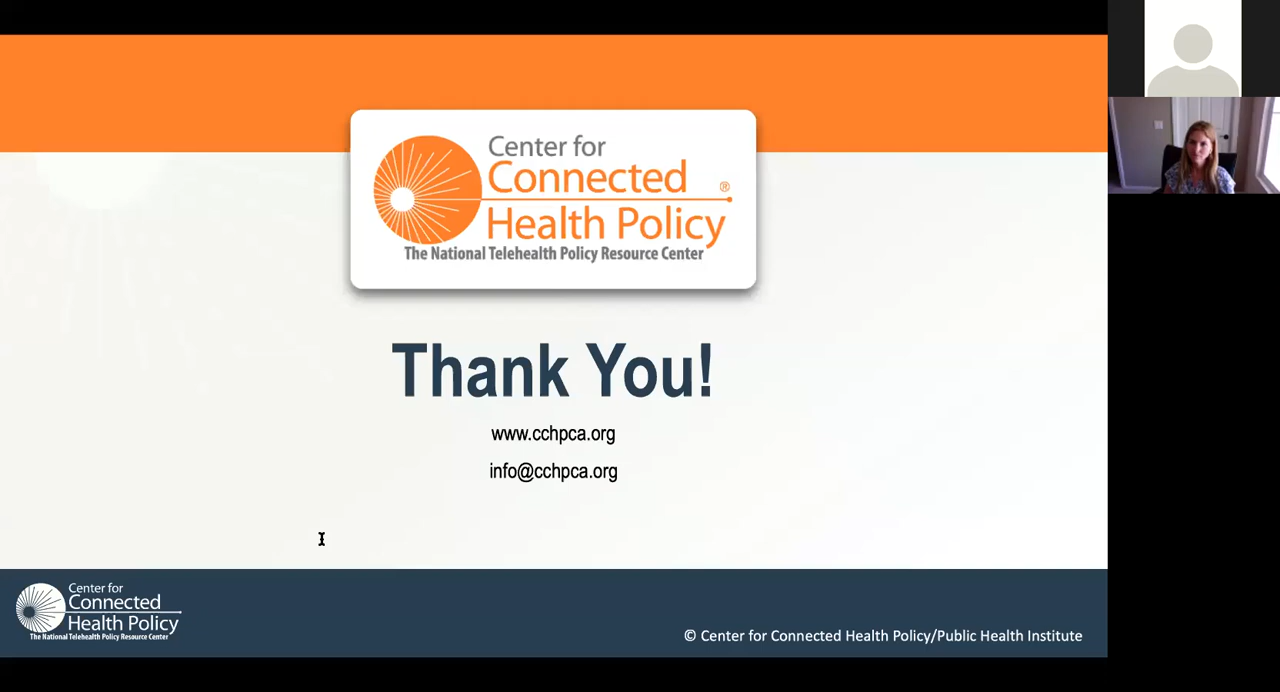 Center for
Connected
®
Health Policy
The National Telehealth Policy Resource Center
Thank You!
www.cchpca.org
info@cchpca.org
Center for
Connected
Health Policy
The National Telehealth Policy Resource Center
© Center for Connected Health Policy/Public Health Institute